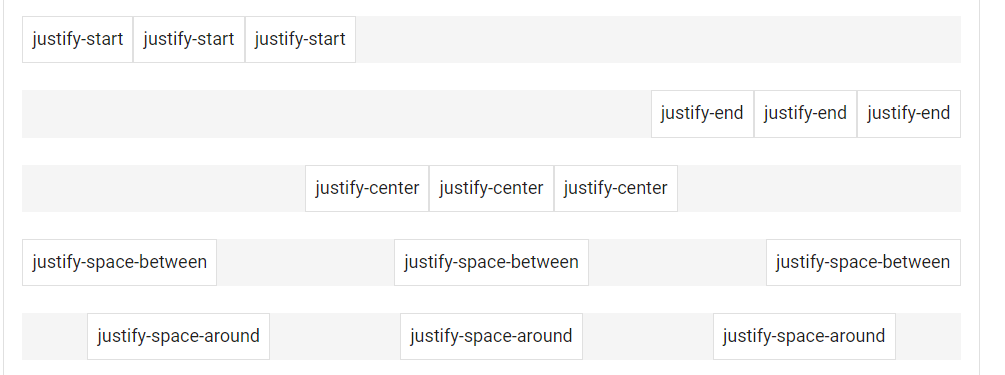 justify-start justify-start justify-start
justify-end justify-end justify-end
justify-center justify-center justify-center
justify-space-between justify-space-between justify-space-between
justify-space-around justify-space-around justify-space-around